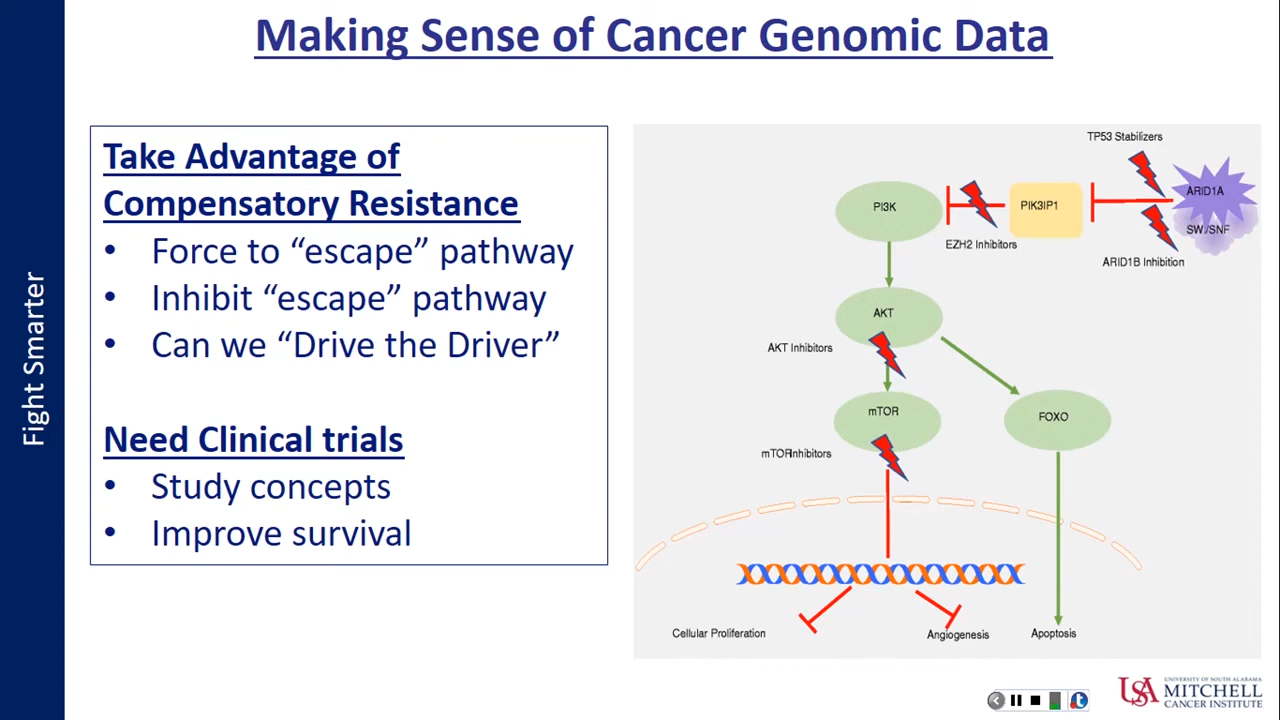 Making Sense of Cancer Genomic Data
Fight Smarter
Take Advantage of
Compensatory Resistance
• Force to “escape” pathway
• Inhibit “escape” pathway
• Can we “Drive the Driver”
Need Clinical trials
• Study concepts
• Improve survival
TP53 Stabilizers
ARID1A
PI3K
PIK3IP1
SW./SNF
EZH2 Inhibitors
ARID1B Inhibition
AKT
AKT Inhibitors
mTOR
FOXO
mTORInhibitors
Cellular Proliferation
Angiogenesis
Apoptosis
USA
UNIVERSITY OF SOUTH ALABAMA
MITCHELL
CANCER INSTITUTE